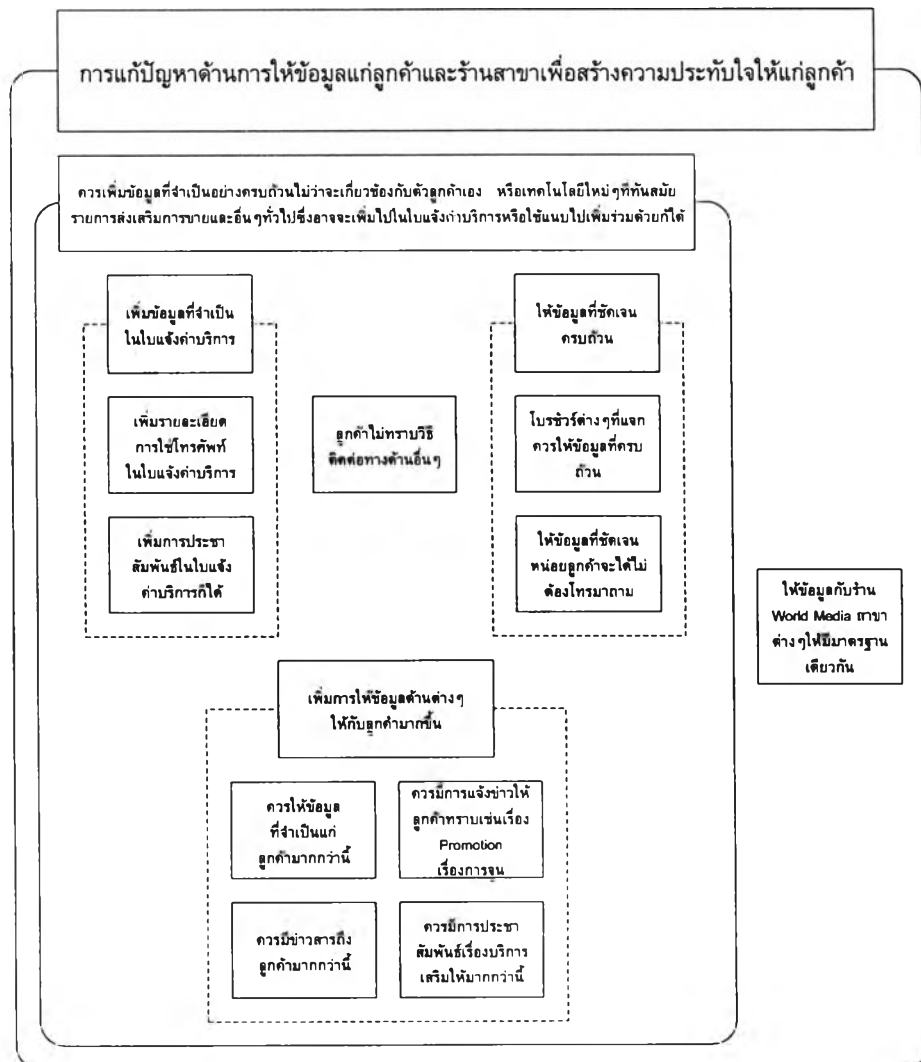 การแก้ปัญหาด้านการให้ข้อมูลแก่ลูกค้าและร้านสาขาเพื่อสร้างความประทับใจให้แก่ลูกค้า
ควรเพิ่มข้อมูลที่จำเป็นอย่างครบถ้วนไม่ว่าจะเกี่ยวข้องกับตัวลูกค้าเอง หรือเทคโนโลยีใหม่ๆที่ทันสมัย
รายการส่งเสริมการขายและอื่นๆทั่วไปซึ่งอาจจะเพิ่มไปในใบแจ้งค่าบริการหรือใช้แนบไปเพิ่มร่วมด้วยก็ได้
เพิ่มข้อมูลที่จำเป็น
ในใบแจ้งค่าบริการ
เพิ่มรายละเอียด
การใช้โทรศัพท์
ในใบแจ้งค่าบริการ
เพิ่มการประชา
สัมพันธ์ในใบแจ้ง
ค่าบริการก็ได้
ลูกค้าไม่ทราบวิธี
ติดต่อทางด้านอื่นๆ
ให้ข้อมูลที่ชัดเจน
ครบถ้วน
โบรชัวร์ต่างๆที่แจก
ควรให้ข้อมูลที่ครบ
ถ้วน
ให้ข้อมูลที่ชัดเจน
หน่อยลูกค้าจะได้ไม่
ต้องโทรมาถาม
ให้ข้อมูลกับร้าน
World Media สาขา
ต่างๆให้มีมาตรฐาน
เดียวกัน
เพิ่มการให้ข้อมูลด้านต่างๆ
ให้กับลูกค้ามากขึ้น
ควรให้ข้อมูล
ที่จำเป็นแก่
ลูกค้ามากกว่านี้
ควรมีการแจ้งข่าวให้
ลูกค้าทราบเช่นเรื่อง
Promotion
เรื่องการจูน
ควรมีข่าวสารถึง
ลูกค้ามากกว่านี้
ควรมีการประชา
สัมพันธ์เรื่องบริการ
เสริมให้มากกว่านี้